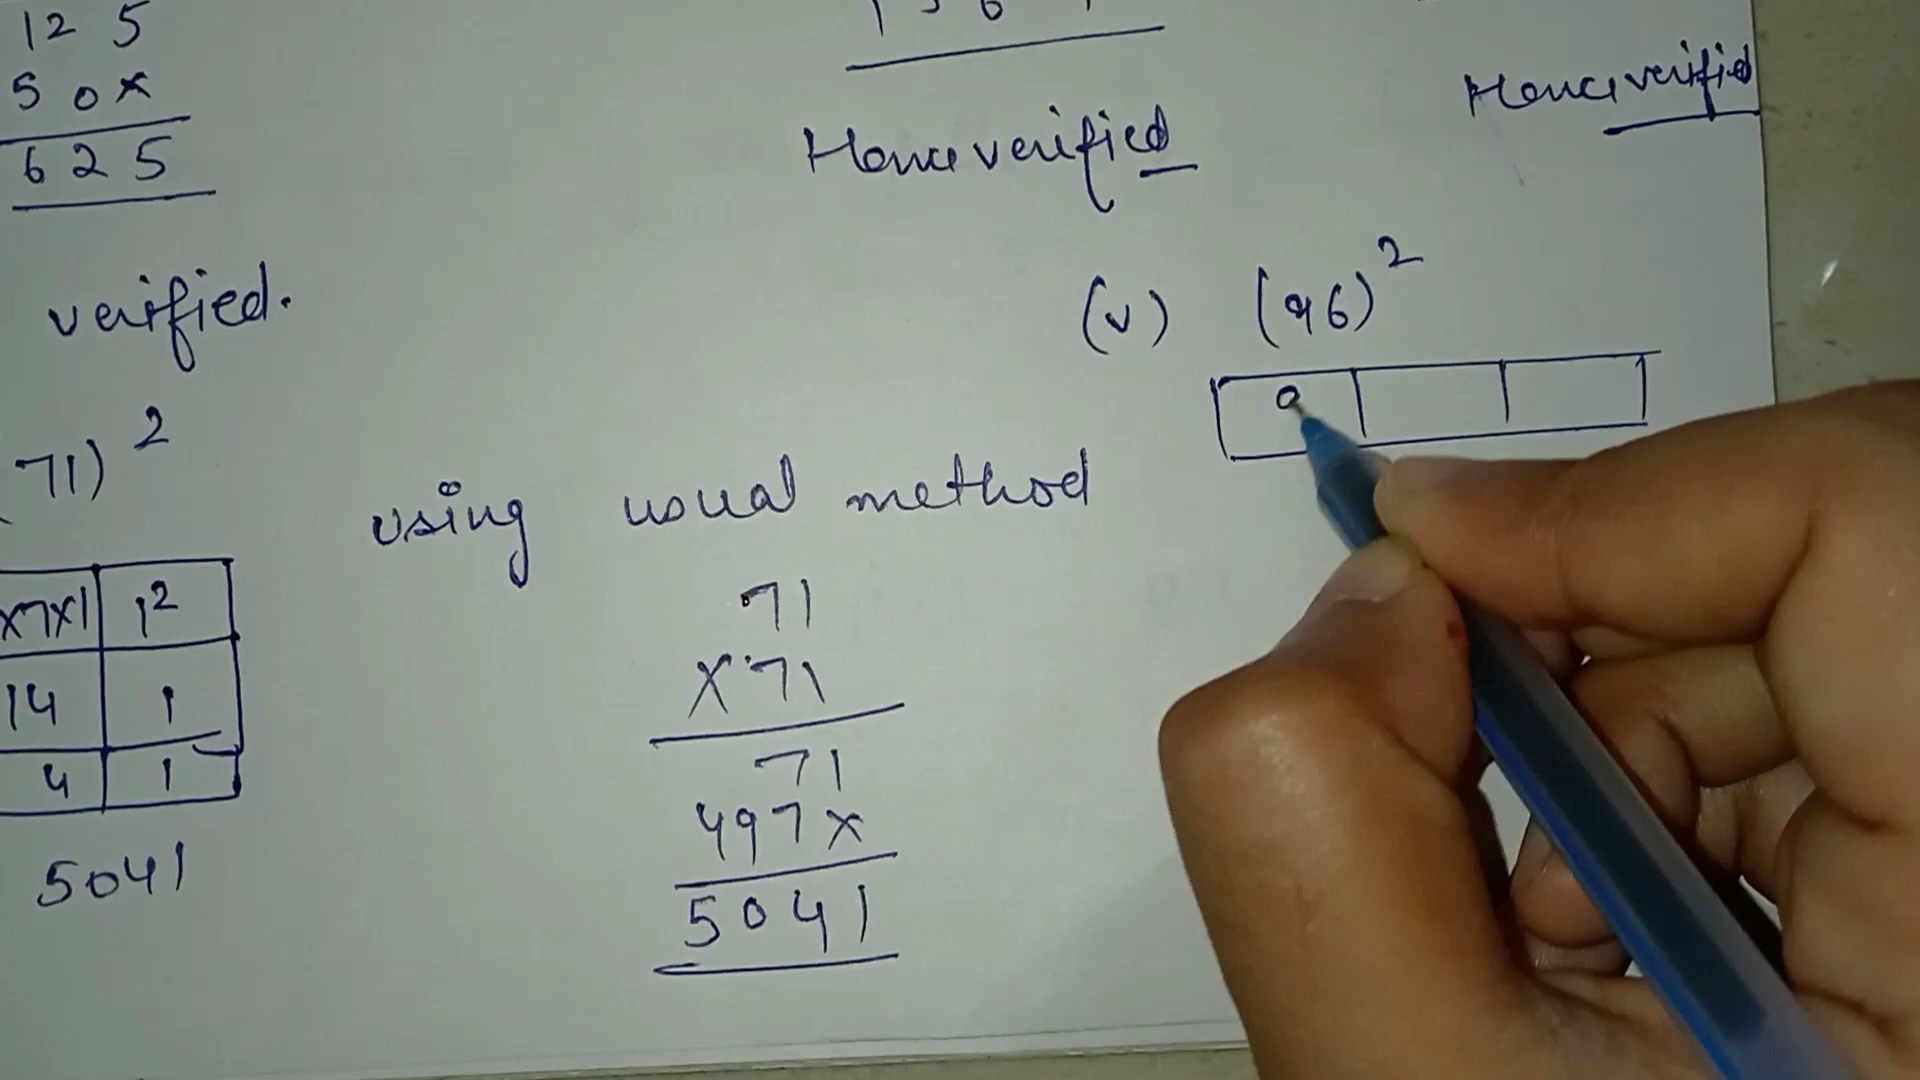 12 5
5 0 x
6 2 5
Hence verified
Hence verified
verified.
(v) (96)²
71)²
using usual method
x7x1 1²
14 1
4 1
5041
71
X 71
71
497x
5041